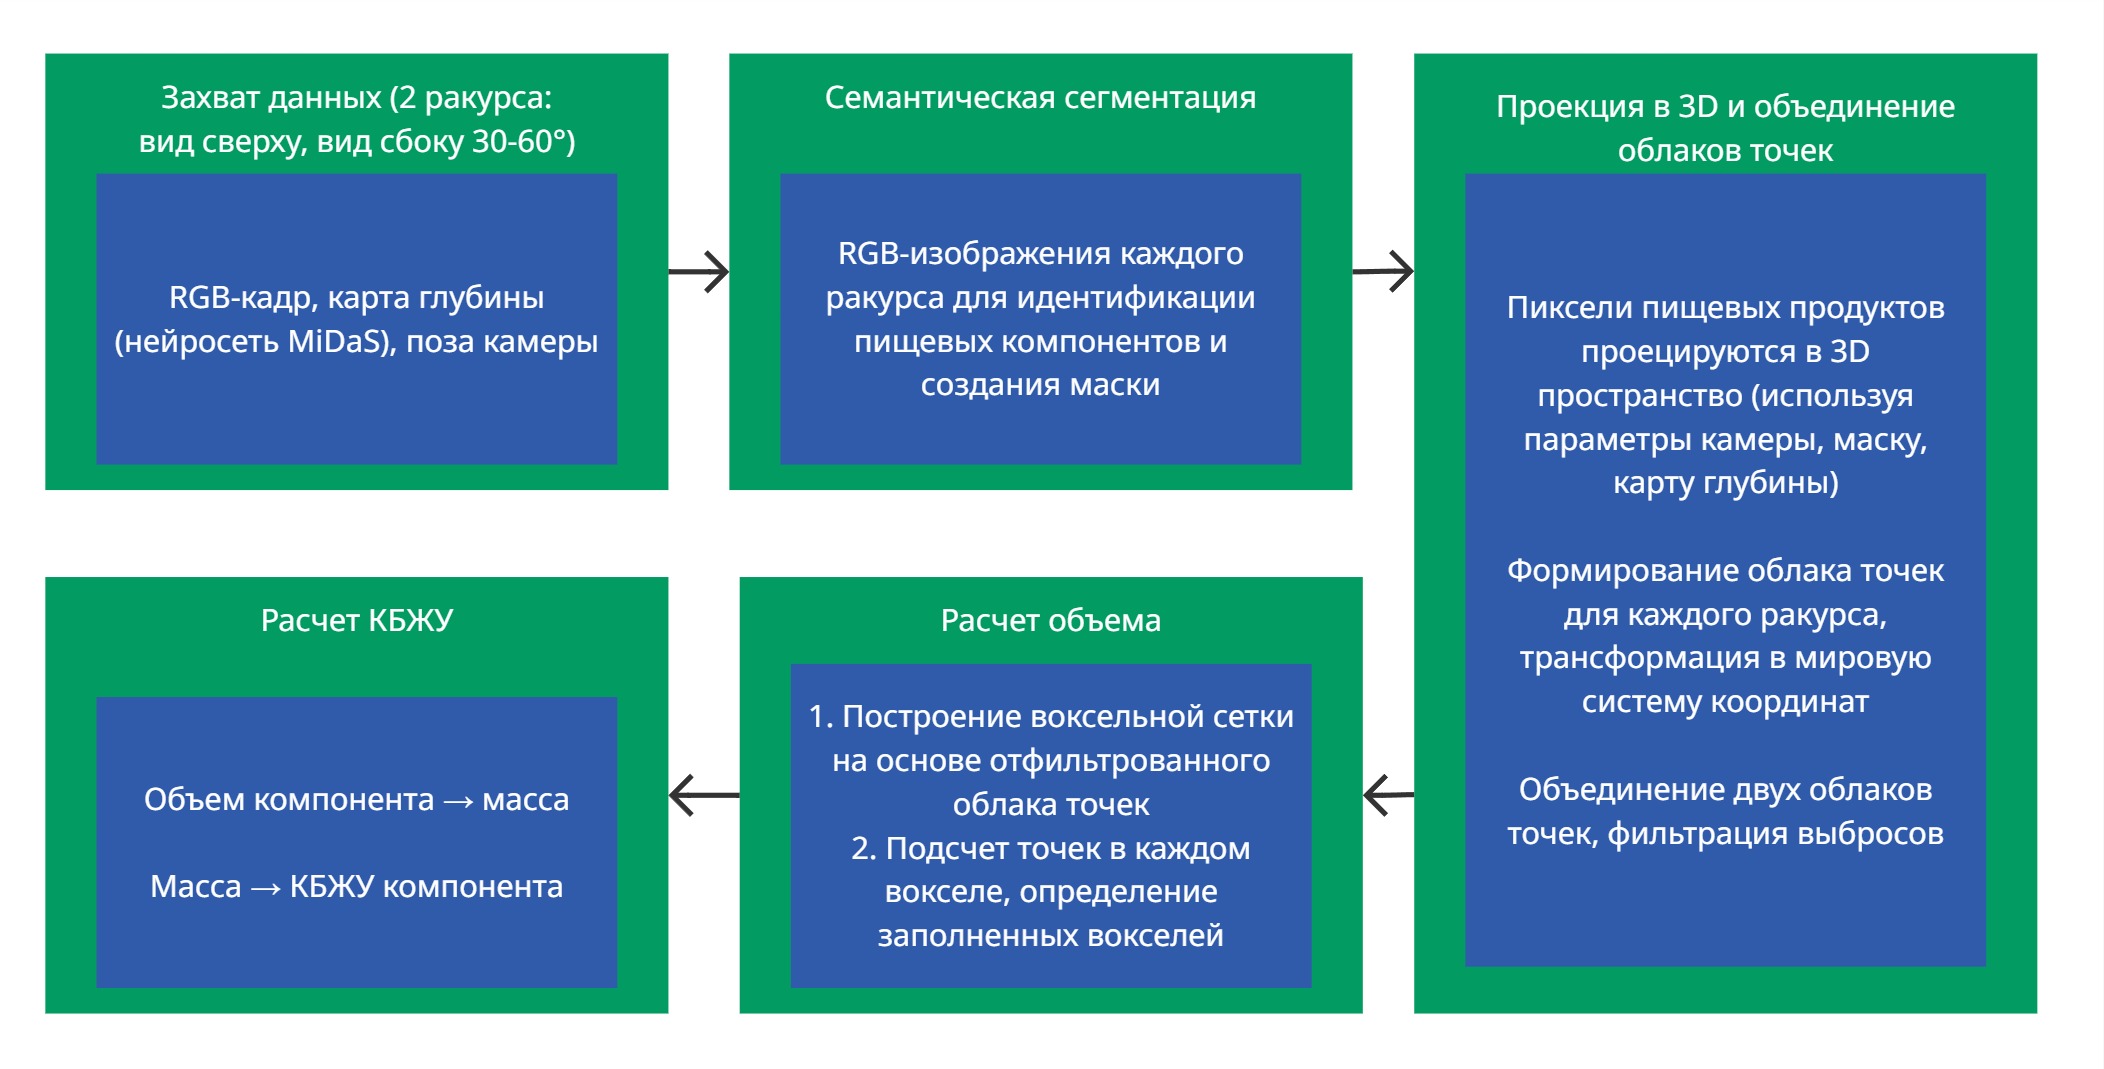 Захват данных (2 ракурса:
вид сверху, вид сбоку 30-60°)
RGB-кадр, карта глубины
(нейросеть MiDaS), поза камеры
Семантическая сегментация
RGB-изображения каждого
ракурса для идентификации
пищевых компонентов и
создания маски
Проекция в 3D и объединение
облаков точек
Пиксели пищевых продуктов
проецируются в 3D
пространство (используя
параметры камеры, маску,
карту глубины)
Формирование облака точек
для каждого ракурса,
трансформация в мировую
систему координат
Объединение двух облаков
точек, фильтрация выбросов
Расчет объема
1. Построение воксельной сетки
на основе отфильтрованного
облака точек
2. Подсчет точек в каждом
вокселе, определение
заполненных вокселей
Расчет КБЖУ
Объем компонента → масса
Масса → КБЖУ компонента